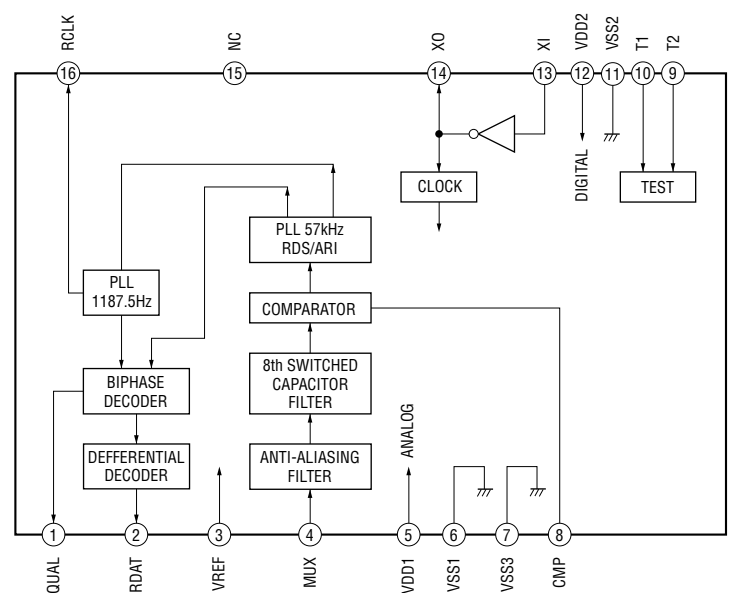 RCLK
NC
XO
XI
VDD2
VSS2
T1
T2
16
15
14
13
12
11
10
9
DIGITAL
CLOCK
TEST
PLL 57kHz
RDS/ARI
PLL
1187.5Hz
COMPARATOR
8th SWITCHED
CAPACITOR
FILTER
BIPHASE
DECODER
ANALOG
DEFFERENTIAL
DECODER
ANTI-ALIASING
FILTER
1
2
3
4
5
6
7
8
QUAL
RDAT
VREF
MUX
VDD1
VSS1
VSS3
CMP